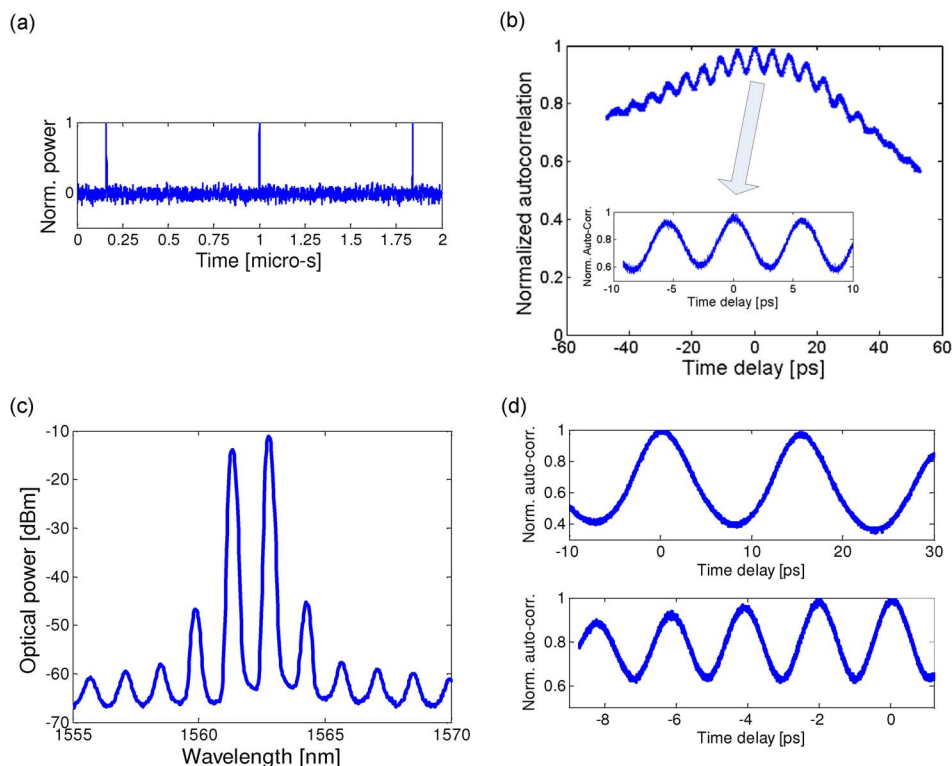 (a)
Norm. power
1
0
0 0.25 0.5 0.75 1 1.25 1.5 1.75 2
Time [micro-s]
(b)
Normalized autocorrelation
1
0.8
0.6
0.4
0.2
0
-60 -40 -20 0 20 40 60
Time delay [ps]
Norm. Auto-Corr.
1
0.8
0.6
-10 -5 0 5 10
Time delay [ps]
(c)
Optical power [dBm]
-10
-20
-30
-40
-50
-60
-70
1555 1560 1565 1570
Wavelength [nm]
(d)
Norm. auto-corr.
1
0.8
0.6
0.4
-10 0 10 20 30
Time delay [ps]
Norm. auto-corr.
1
0.8
0.6
-8 -6 -4 -2 0
Time delay [ps]